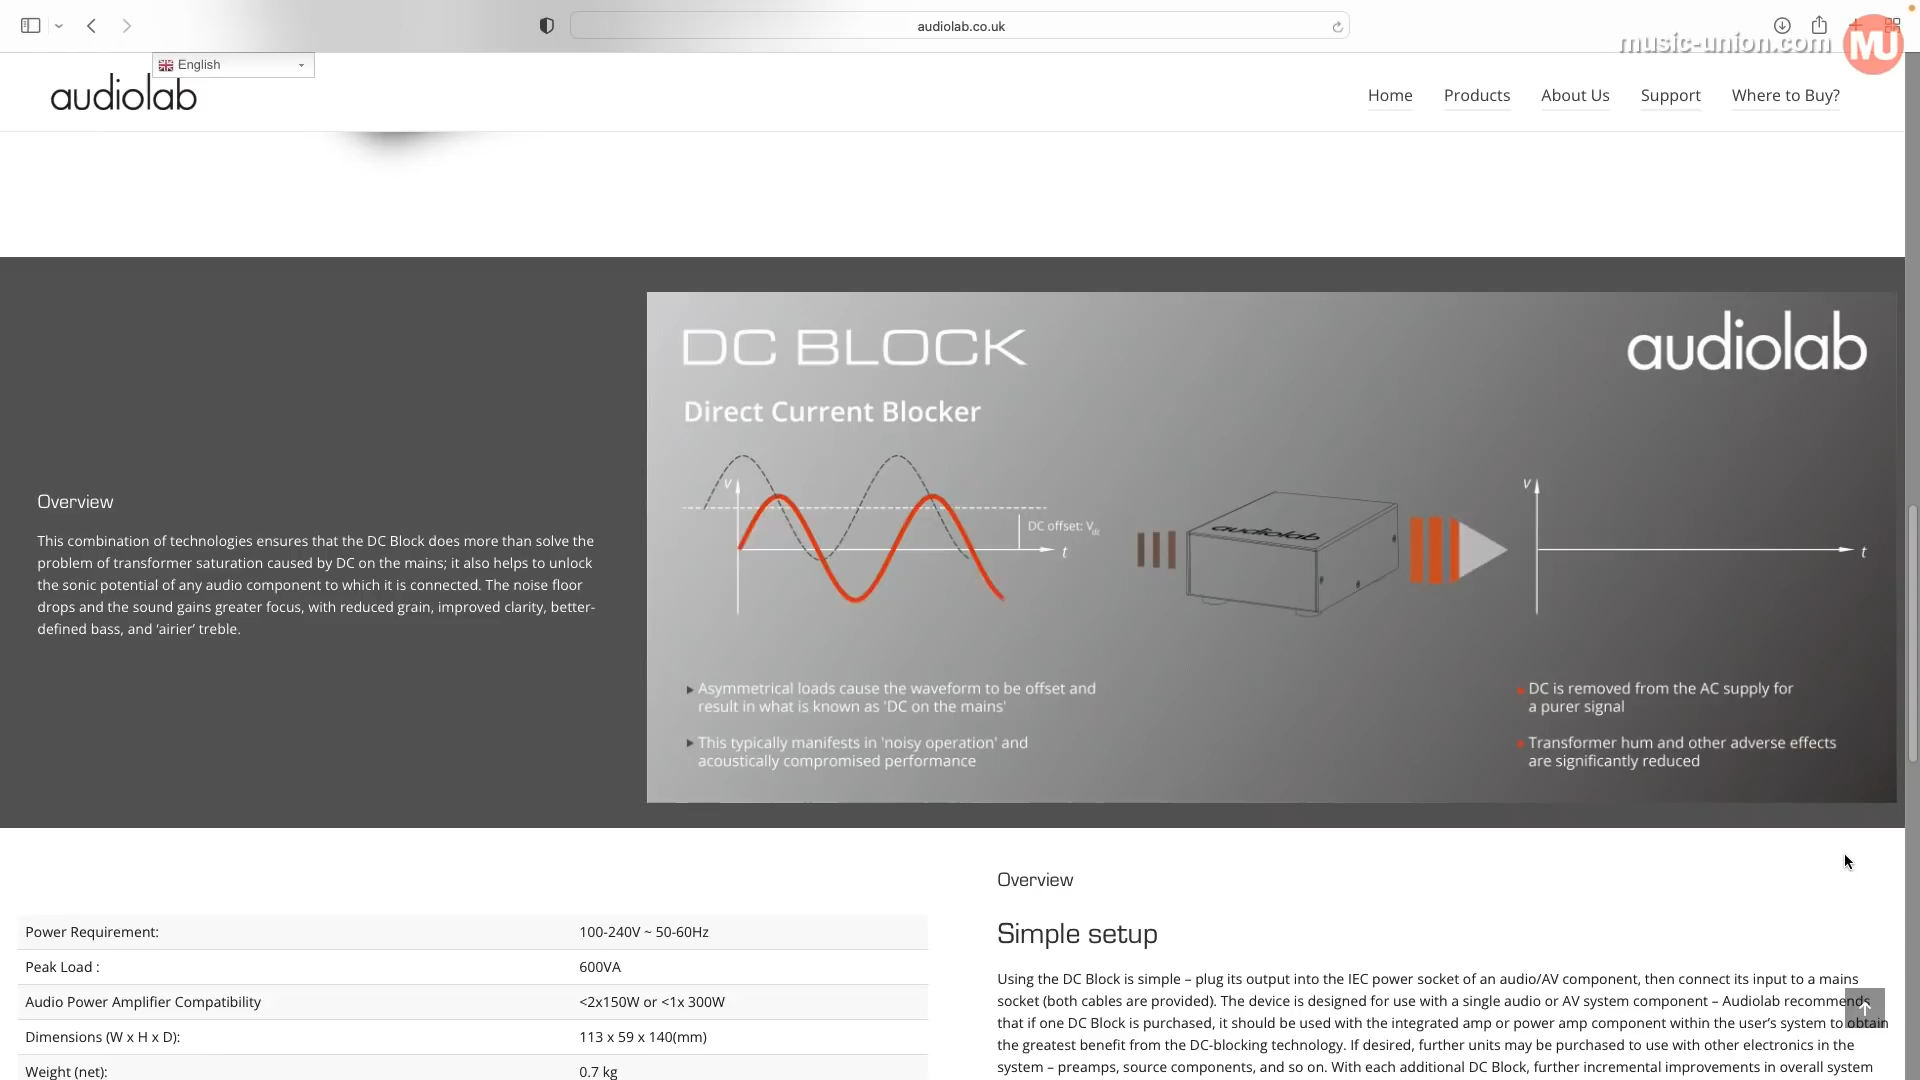 audiolab.co.uk
music-union.com
MU
English
audiolab
Home
Products
About Us
Support
Where to Buy?
Overview
This combination of technologies ensures that the DC Block does more than solve the
problem of transformer saturation caused by DC on the mains; it also helps to unlock
the sonic potential of any audio component to which it is connected. The noise floor
drops and the sound gains greater focus, with reduced grain, improved clarity, better-
defined bass, and ‘airier’ treble.
DC BLOCK
audiolab
Direct Current Blocker
V
DC offset: Vdc
t
audiolab
V
t
Asymmetrical loads cause the waveform to be offset and
result in what is known as 'DC on the mains'
This typically manifests in 'noisy operation' and
acoustically compromised performance
DC is removed from the AC supply for
a purer signal
Transformer hum and other adverse effects
are significantly reduced
Power Requirement: 100-240V ~ 50-60Hz
Peak Load : 600VA
Audio Power Amplifier Compatibility <2x150W or <1x 300W
Dimensions (W x H x D): 113 x 59 x 140(mm)
Weight (net): 0.7 kg
Overview
Simple setup
Using the DC Block is simple – plug its output into the IEC power socket of an audio/AV component, then connect its input to a mains
socket (both cables are provided). The device is designed for use with a single audio or AV system component – Audiolab recommends
that if one DC Block is purchased, it should be used with the integrated amp or power amp component within the user’s system to obtain
the greatest benefit from the DC-blocking technology. If desired, further units may be purchased to use with other electronics in the
system – preamps, source components, and so on. With each additional DC Block, further incremental improvements in overall system